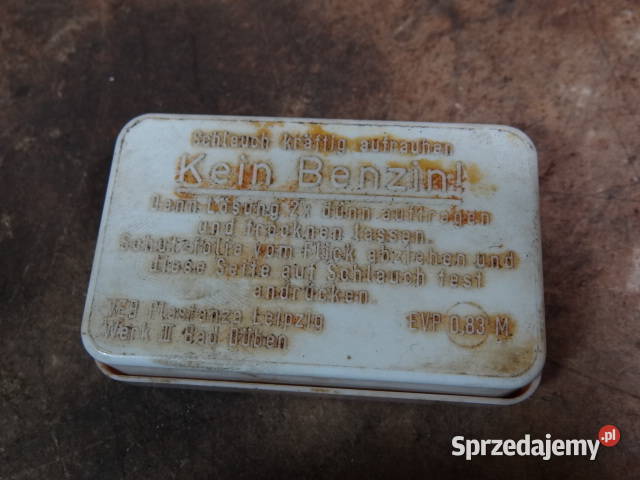 Schlauch kräftig aufrauhen
Kein Benzin!
Dann Lösung 2x dünn auftragen
und trocknen lassen.
Schutzfolie vom Flick abziehen und
diese Seite auf Schlauch fest
andrücken.
VEB Plastanza Leipzig
Werk III Bad Düben
EVP 0,83 M
Sprzedajemy.pl